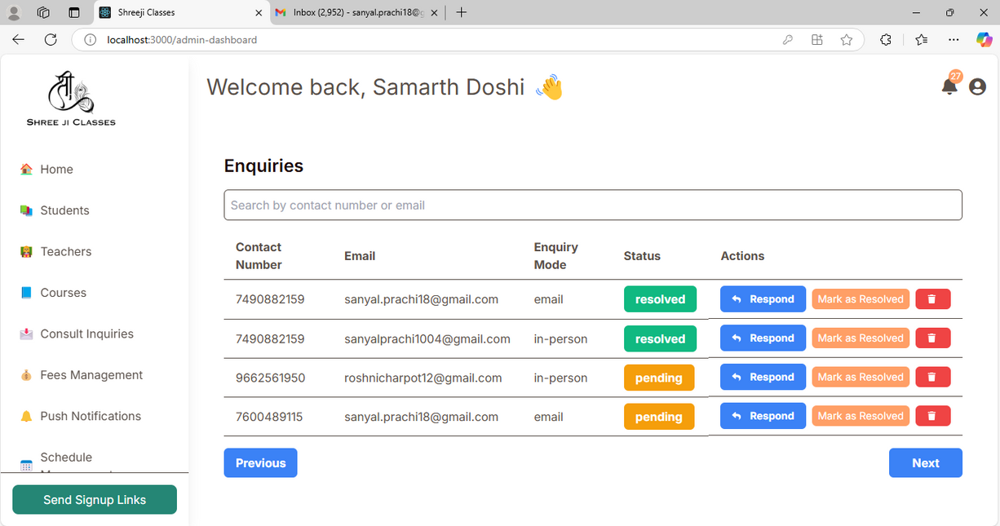 Shreeji Classes
Inbox (2,952) - sanyal.prachi18@g
localhost:3000/admin-dashboard
श्री
SHREE JI CLASSES
Welcome back, Samarth Doshi
27
Home
Students
Teachers
Courses
Consult Inquiries
Fees Management
Push Notifications
Schedule
Send Signup Links
Enquiries
Search by contact number or email
Contact Number Email Enquiry Mode Status Actions
7490882159 sanyal.prachi18@gmail.com email resolved Respond Mark as Resolved
7490882159 sanyalprachi1004@gmail.com in-person resolved Respond Mark as Resolved
9662561950 roshnicharpot12@gmail.com in-person pending Respond Mark as Resolved
7600489115 sanyal.prachi18@gmail.com email pending Respond Mark as Resolved
Previous Next